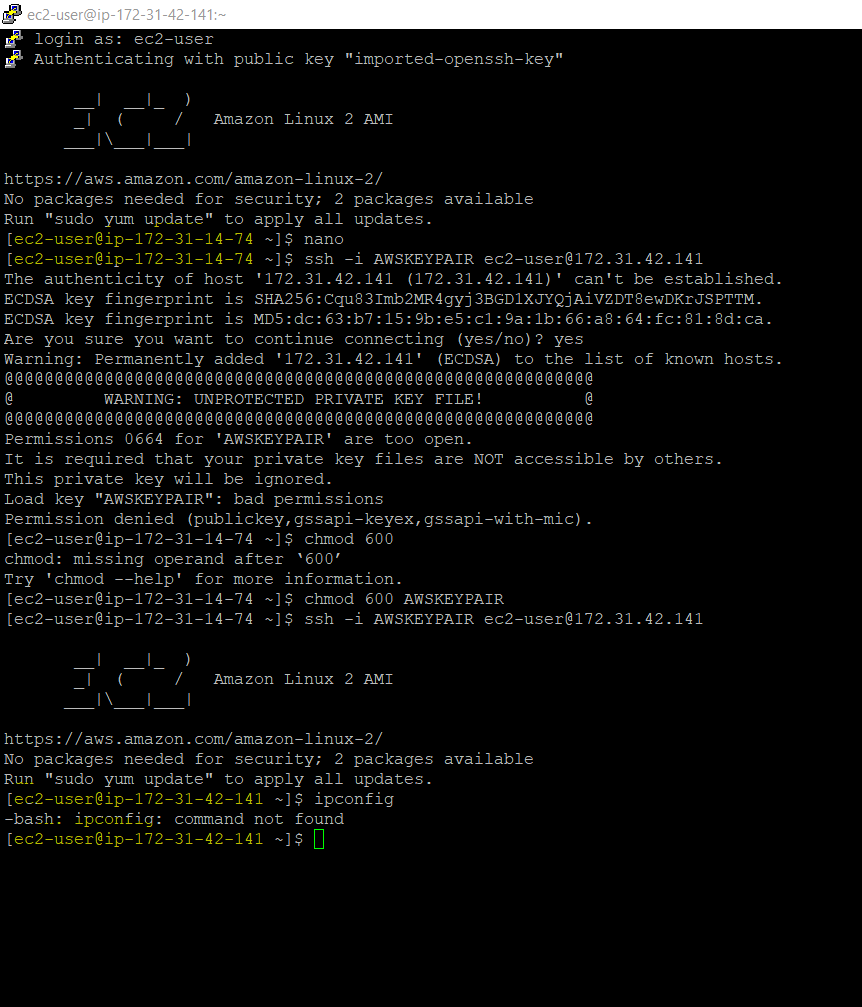 ec2-user@ip-172-31-42-141:~
login as: ec2-user
Authenticating with public key "imported-openssh-key"
       __|  __|_  )
       _|  (     /   Amazon Linux 2 AMI
      ___|\___|___|
https://aws.amazon.com/amazon-linux-2/
No packages needed for security; 2 packages available
Run "sudo yum update" to apply all updates.
[ec2-user@ip-172-31-14-74 ~]$ nano
[ec2-user@ip-172-31-14-74 ~]$ ssh -i AWSKEYPAIR ec2-user@172.31.42.141
The authenticity of host '172.31.42.141 (172.31.42.141)' can't be established.
ECDSA key fingerprint is SHA256:Cqu83Imb2MR4gyj3BGD1XJYQjAiVZDT8ewDKrJSPTTM.
ECDSA key fingerprint is MD5:dc:63:b7:15:9b:e5:c1:9a:1b:66:a8:64:fc:81:8d:ca.
Are you sure you want to continue connecting (yes/no)? yes
Warning: Permanently added '172.31.42.141' (ECDSA) to the list of known hosts.
@@@@@@@@@@@@@@@@@@@@@@@@@@@@@@@@@@@@@@@@@@@@@@@@@@@@@@@@@@@
@         WARNING: UNPROTECTED PRIVATE KEY FILE!          @
@@@@@@@@@@@@@@@@@@@@@@@@@@@@@@@@@@@@@@@@@@@@@@@@@@@@@@@@@@@
Permissions 0664 for 'AWSKEYPAIR' are too open.
It is required that your private key files are NOT accessible by others.
This private key will be ignored.
Load key "AWSKEYPAIR": bad permissions
Permission denied (publickey,gssapi-keyex,gssapi-with-mic).
[ec2-user@ip-172-31-14-74 ~]$ chmod 600
chmod: missing operand after ‘600’
Try 'chmod --help' for more information.
[ec2-user@ip-172-31-14-74 ~]$ chmod 600 AWSKEYPAIR
[ec2-user@ip-172-31-14-74 ~]$ ssh -i AWSKEYPAIR ec2-user@172.31.42.141
       __|  __|_  )
       _|  (     /   Amazon Linux 2 AMI
      ___|\___|___|
https://aws.amazon.com/amazon-linux-2/
No packages needed for security; 2 packages available
Run "sudo yum update" to apply all updates.
[ec2-user@ip-172-31-42-141 ~]$ ipconfig
-bash: ipconfig: command not found
[ec2-user@ip-172-31-42-141 ~]$